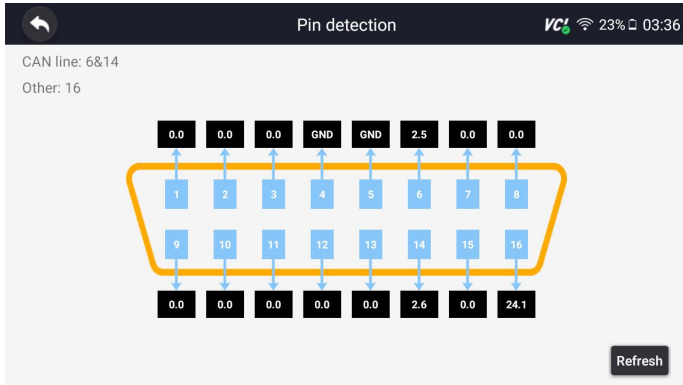 Pin detection
VCI 23% 03:36
CAN line: 6&14
Other: 16
0.0 0.0 0.0 GND GND 2.5 0.0 0.0
1 2 3 4 5 6 7 8
9 10 11 12 13 14 15 16
0.0 0.0 0.0 0.0 0.0 2.6 0.0 24.1
Refresh